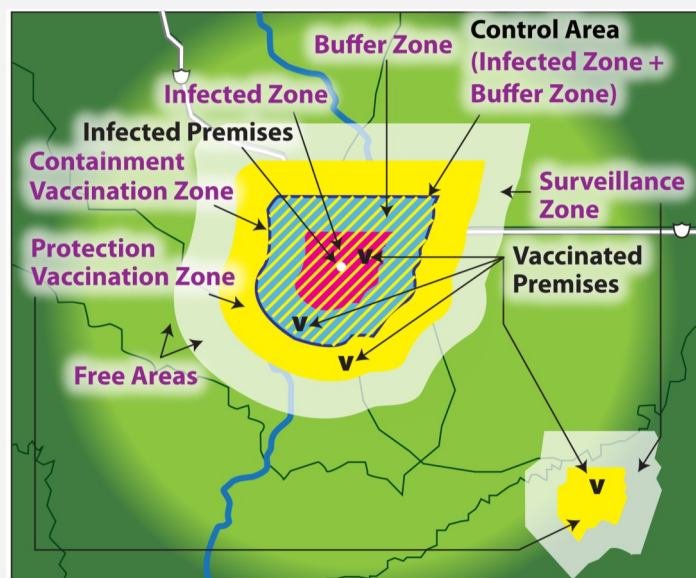 Buffer Zone
Control Area
(Infected Zone +
Buffer Zone)
Infected Zone
Infected Premises
Containment
Vaccination Zone
Surveillance
Zone
Protection
Vaccination Zone
Vaccinated
Premises
Free Areas
V
V
V
V